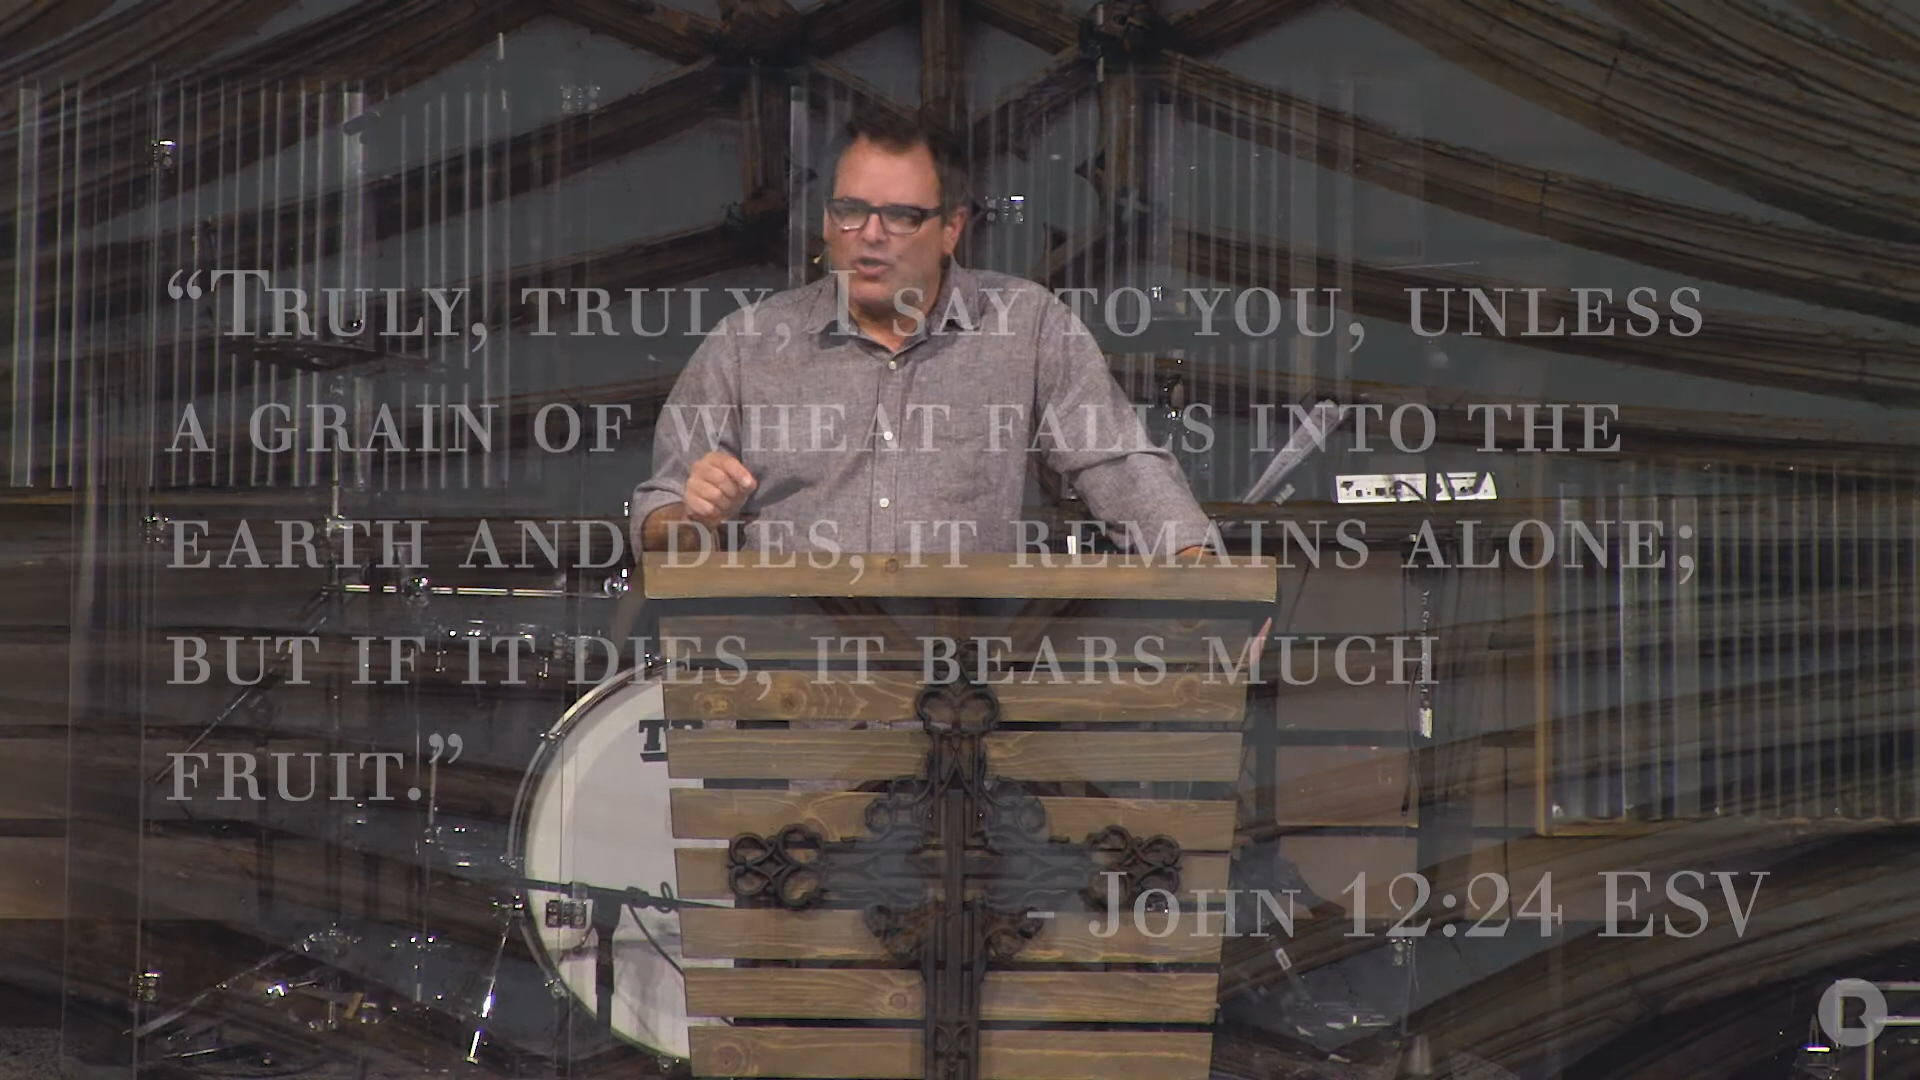 “Truly, truly, I say to you, unless
a grain of wheat falls into the
earth and dies, it remains alone;
but if it dies, it bears much
fruit.”
- John 12:24 ESV